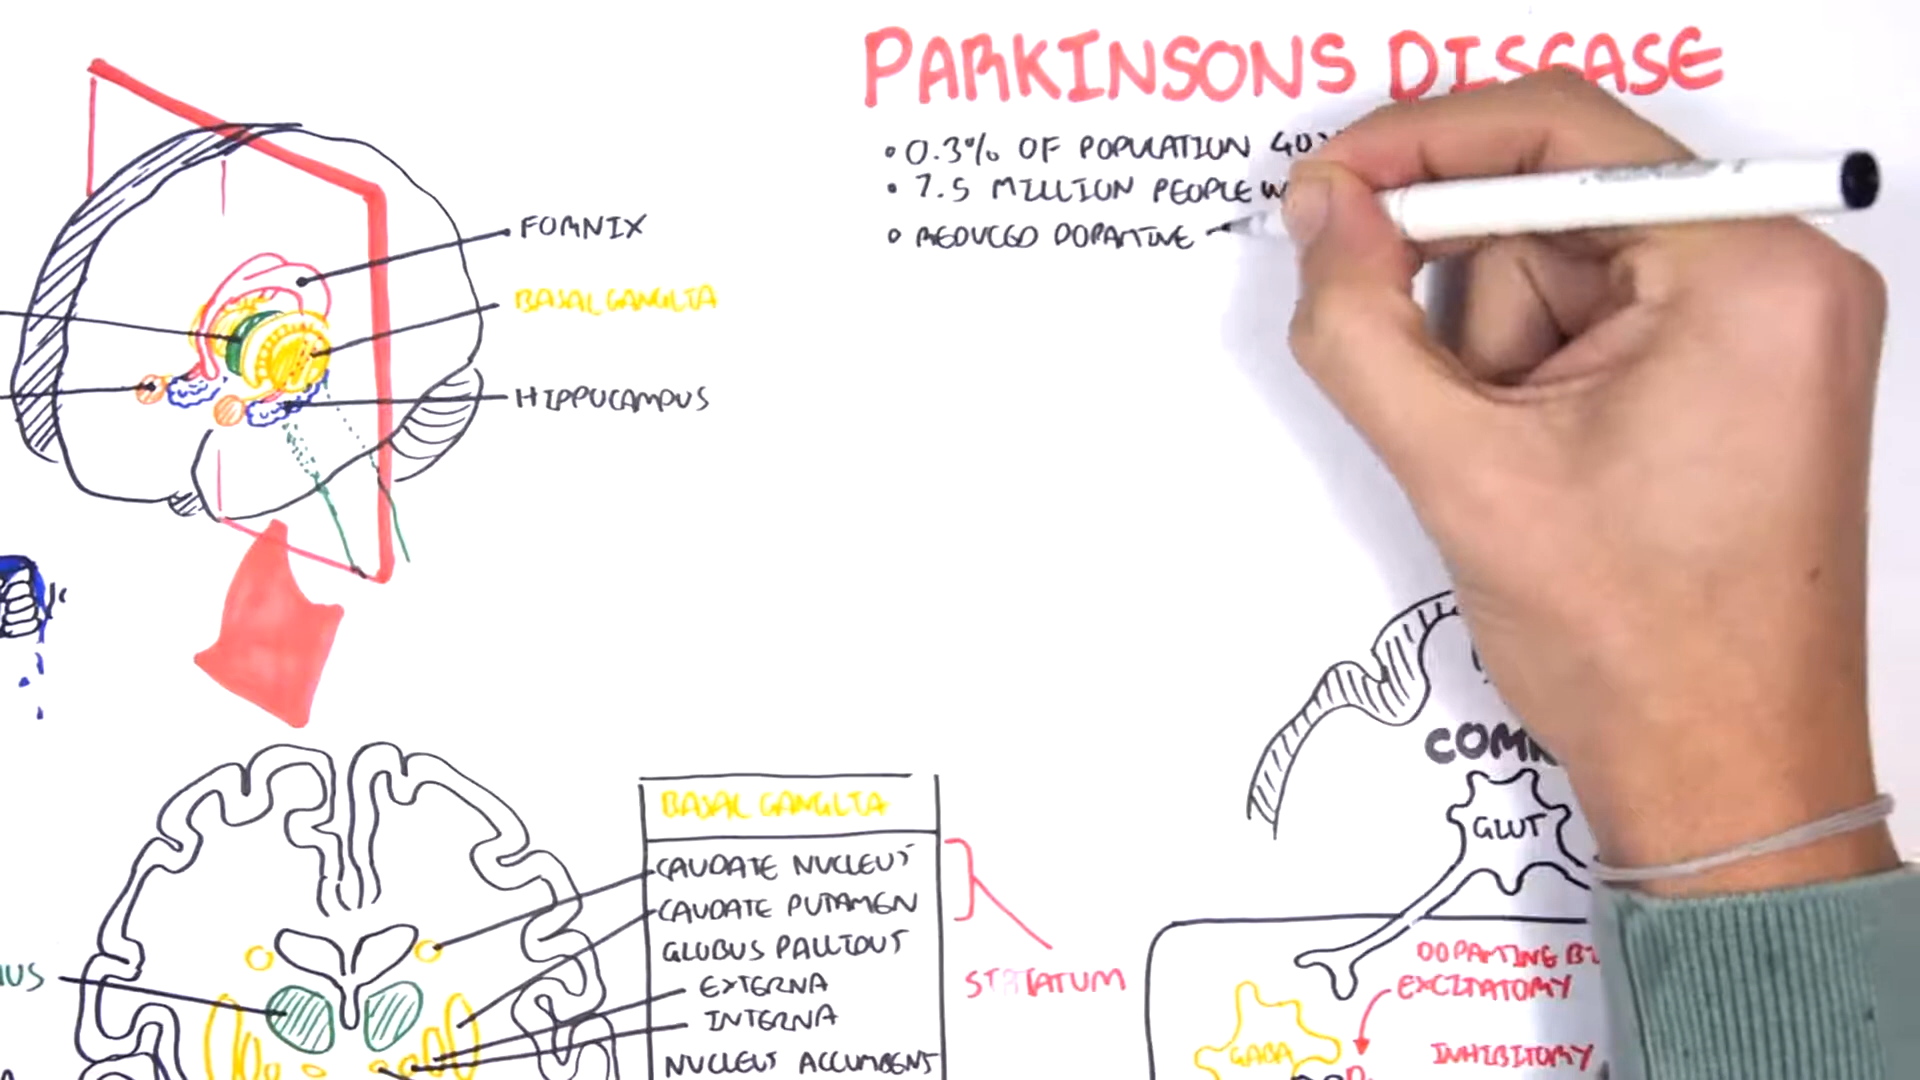 PARKINSONS DISEASE
• 0.3% OF POPULATION 40
• 7.5 MILLION PEOPLE W
• REDUCED DOPAMINE
FORNIX
BASAL GANGLIA
HIPPOCAMPUS
BASAL GANGLIA
CAUDATE NUCLEUS
CAUDATE PUTAMEN
GLOBUS PALLIDUS
EXTERNA
INTERNA
NUCLEUS ACCUMBENS
STRIATUM
GLUT
DOPAMINE
EXCITATORY
INHIBITORY
GABA